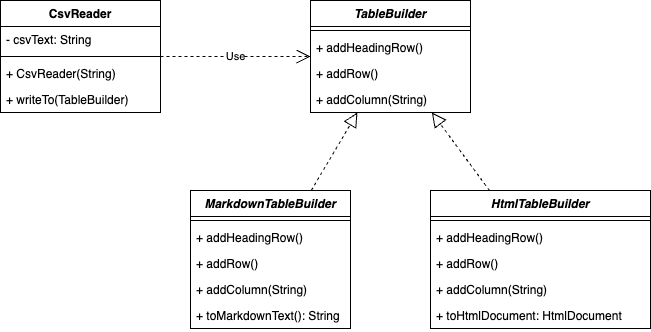 CsvReader
- csvText: String
+ CsvReader(String)
+ writeTo(TableBuilder)
Use
TableBuilder
+ addHeadingRow()
+ addRow()
+ addColumn(String)
MarkdownTableBuilder
+ addHeadingRow()
+ addRow()
+ addColumn(String)
+ toMarkdownText(): String
HtmlTableBuilder
+ addHeadingRow()
+ addRow()
+ addColumn(String)
+ toHtmlDocument: HtmlDocument